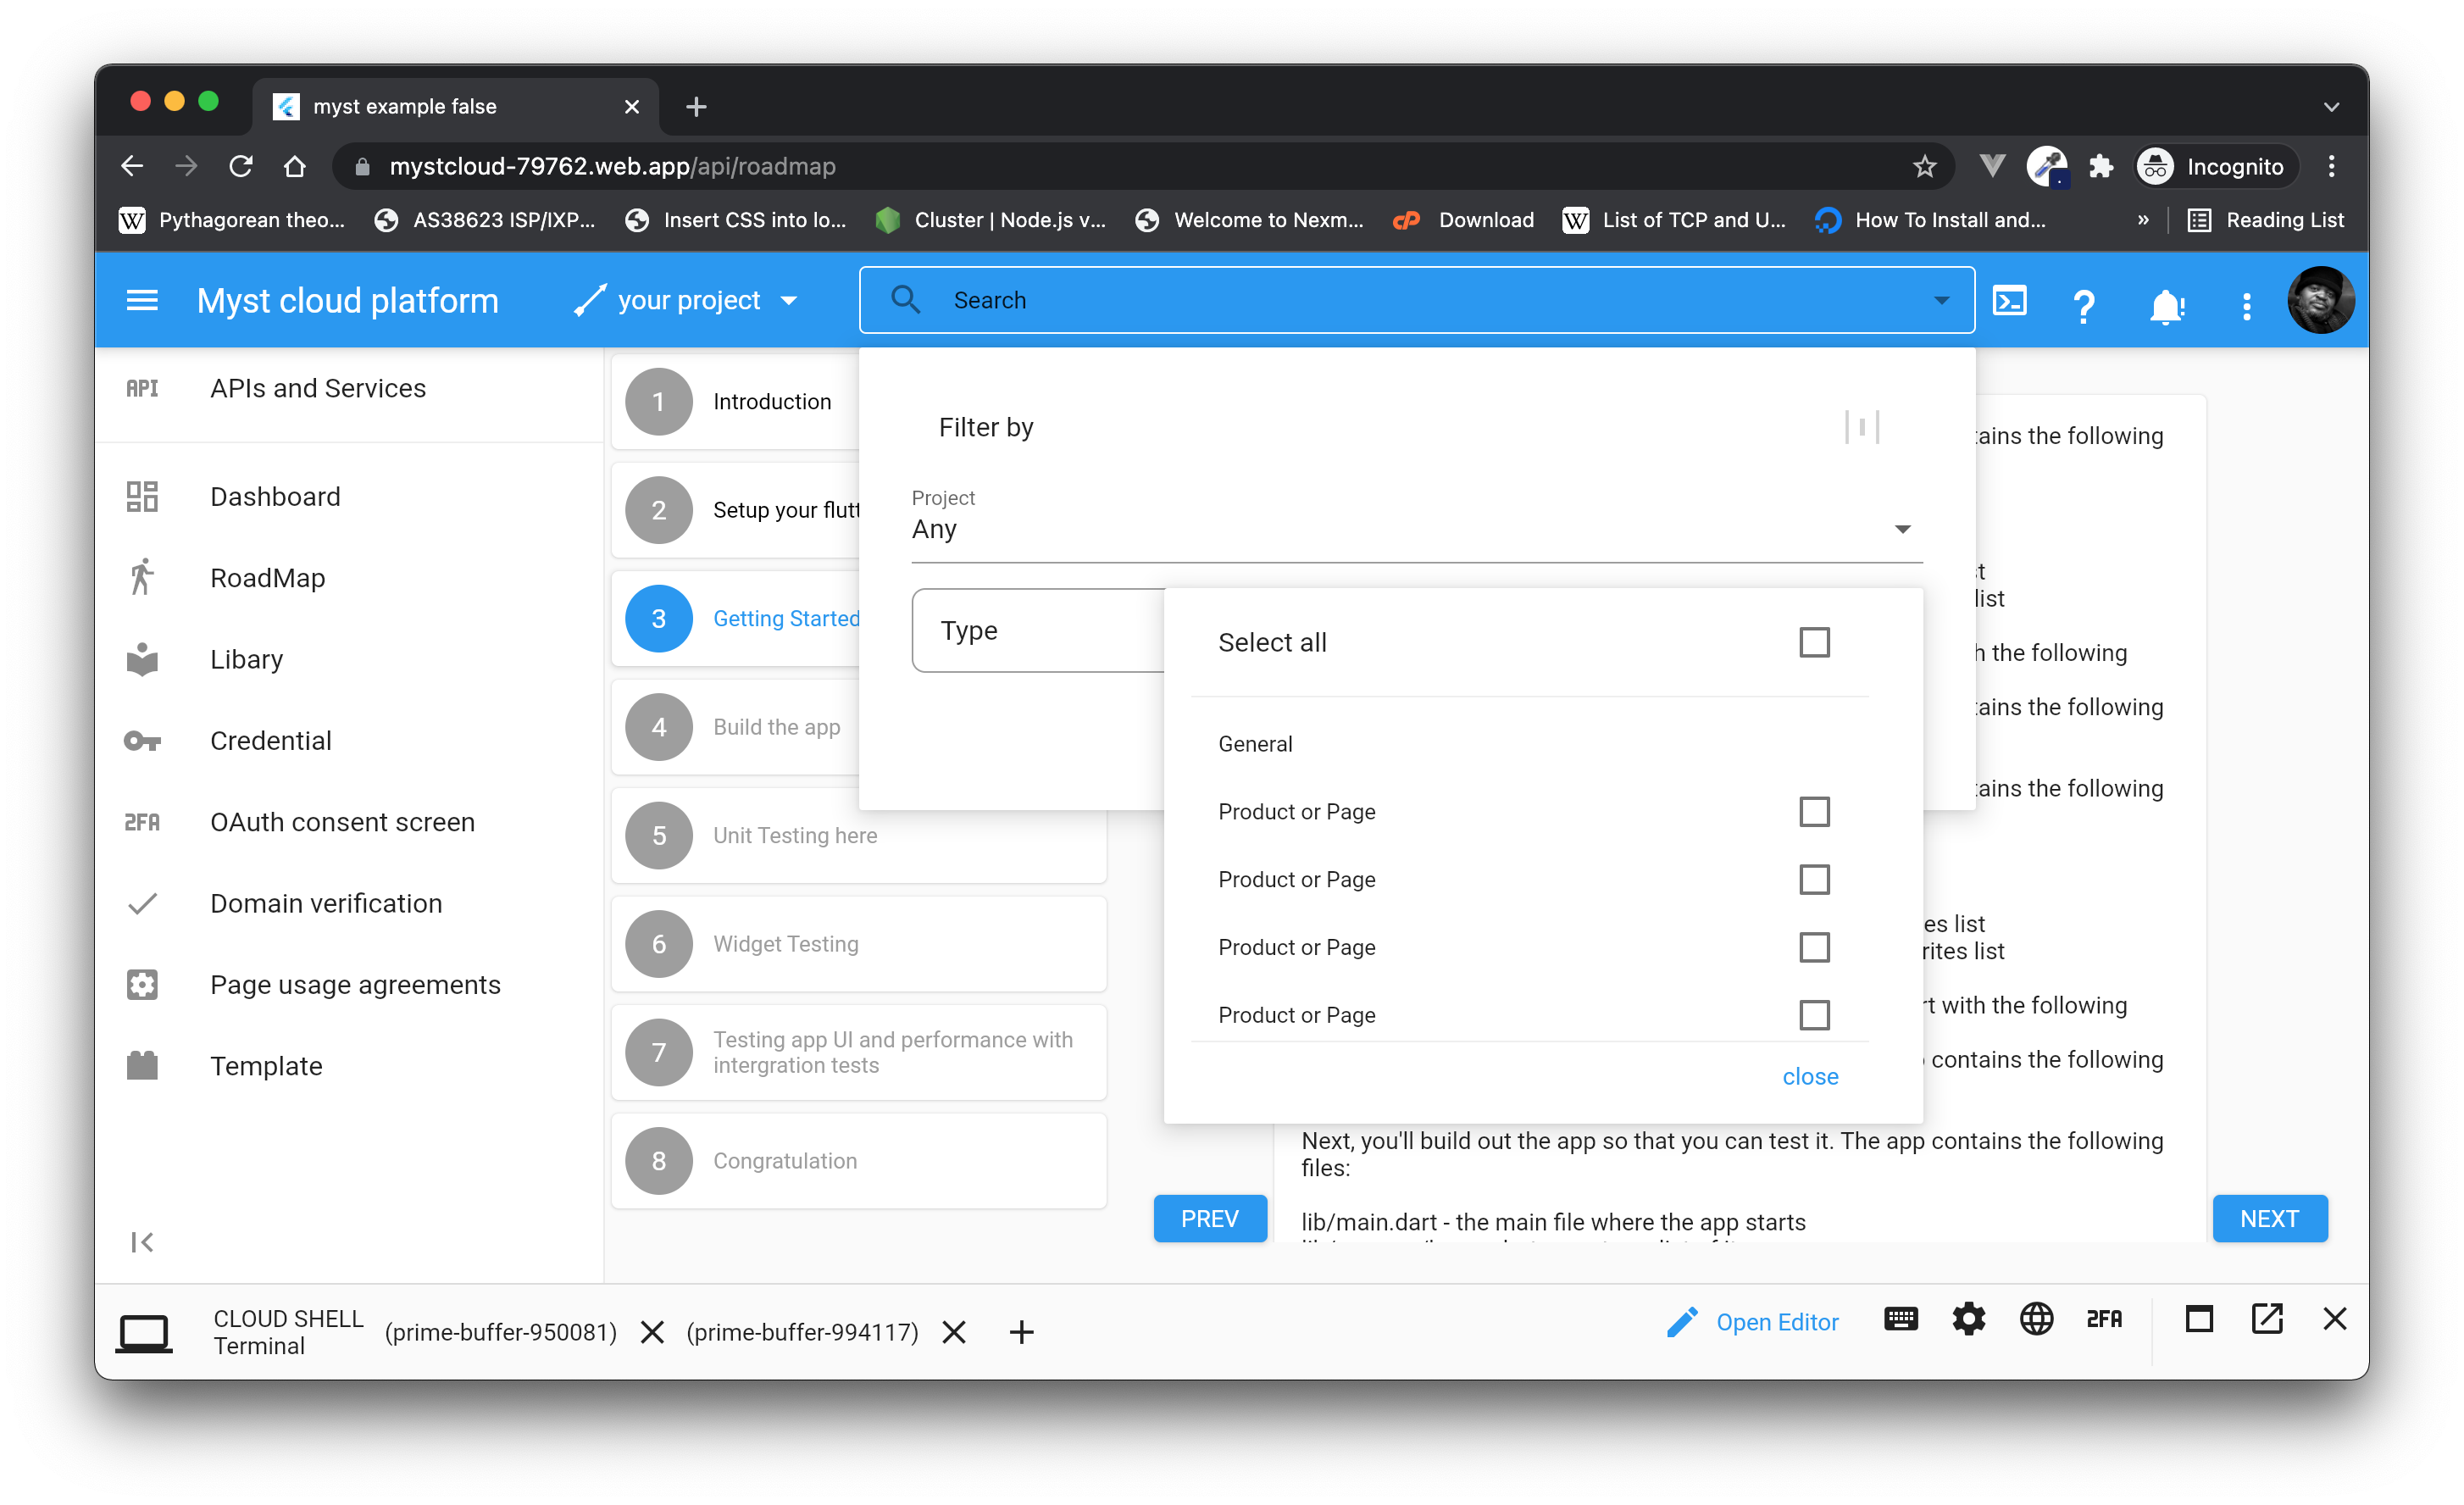 myst example false
mystcloud-79762.web.app/api/roadmap
Incognito
Pythagorean theo...
AS38623 ISP/IXP...
Insert CSS into lo...
Cluster | Node.js v...
Welcome to Nexm...
Download
List of TCP and U...
How To Install and...
»
Reading List
Myst cloud platform
your project
Search
API
APIs and Services
Dashboard
RoadMap
Libary
Credential
2FA
OAuth consent screen
Domain verification
Page usage agreements
Template
1
Introduction
2
Setup your flutt
3
Getting Started
4
Build the app
5
Unit Testing here
6
Widget Testing
7
Testing app UI and performance with
intergration tests
8
Congratulation
Filter by
Project
Any
Type
Select all
General
Product or Page
Product or Page
Product or Page
Product or Page
close
the following
list
the following
the following
the following
list
list
with the following
contains the following
Next, you'll build out the app so that you can test it. The app contains the following
files:
lib/main.dart - the main file where the app starts
PREV
NEXT
CLOUD SHELL
Terminal
(prime-buffer-950081)
(prime-buffer-994117)
Open Editor
2FA